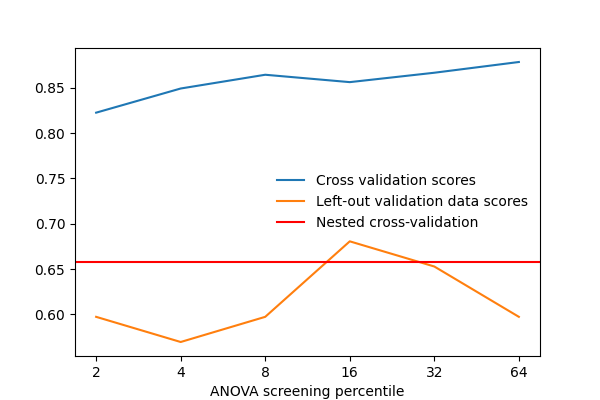 0.85
0.80
0.75
0.70
0.65
0.60
Cross validation scores
Left-out validation data scores
Nested cross-validation
2 4 8 16 32 64
ANOVA screening percentile